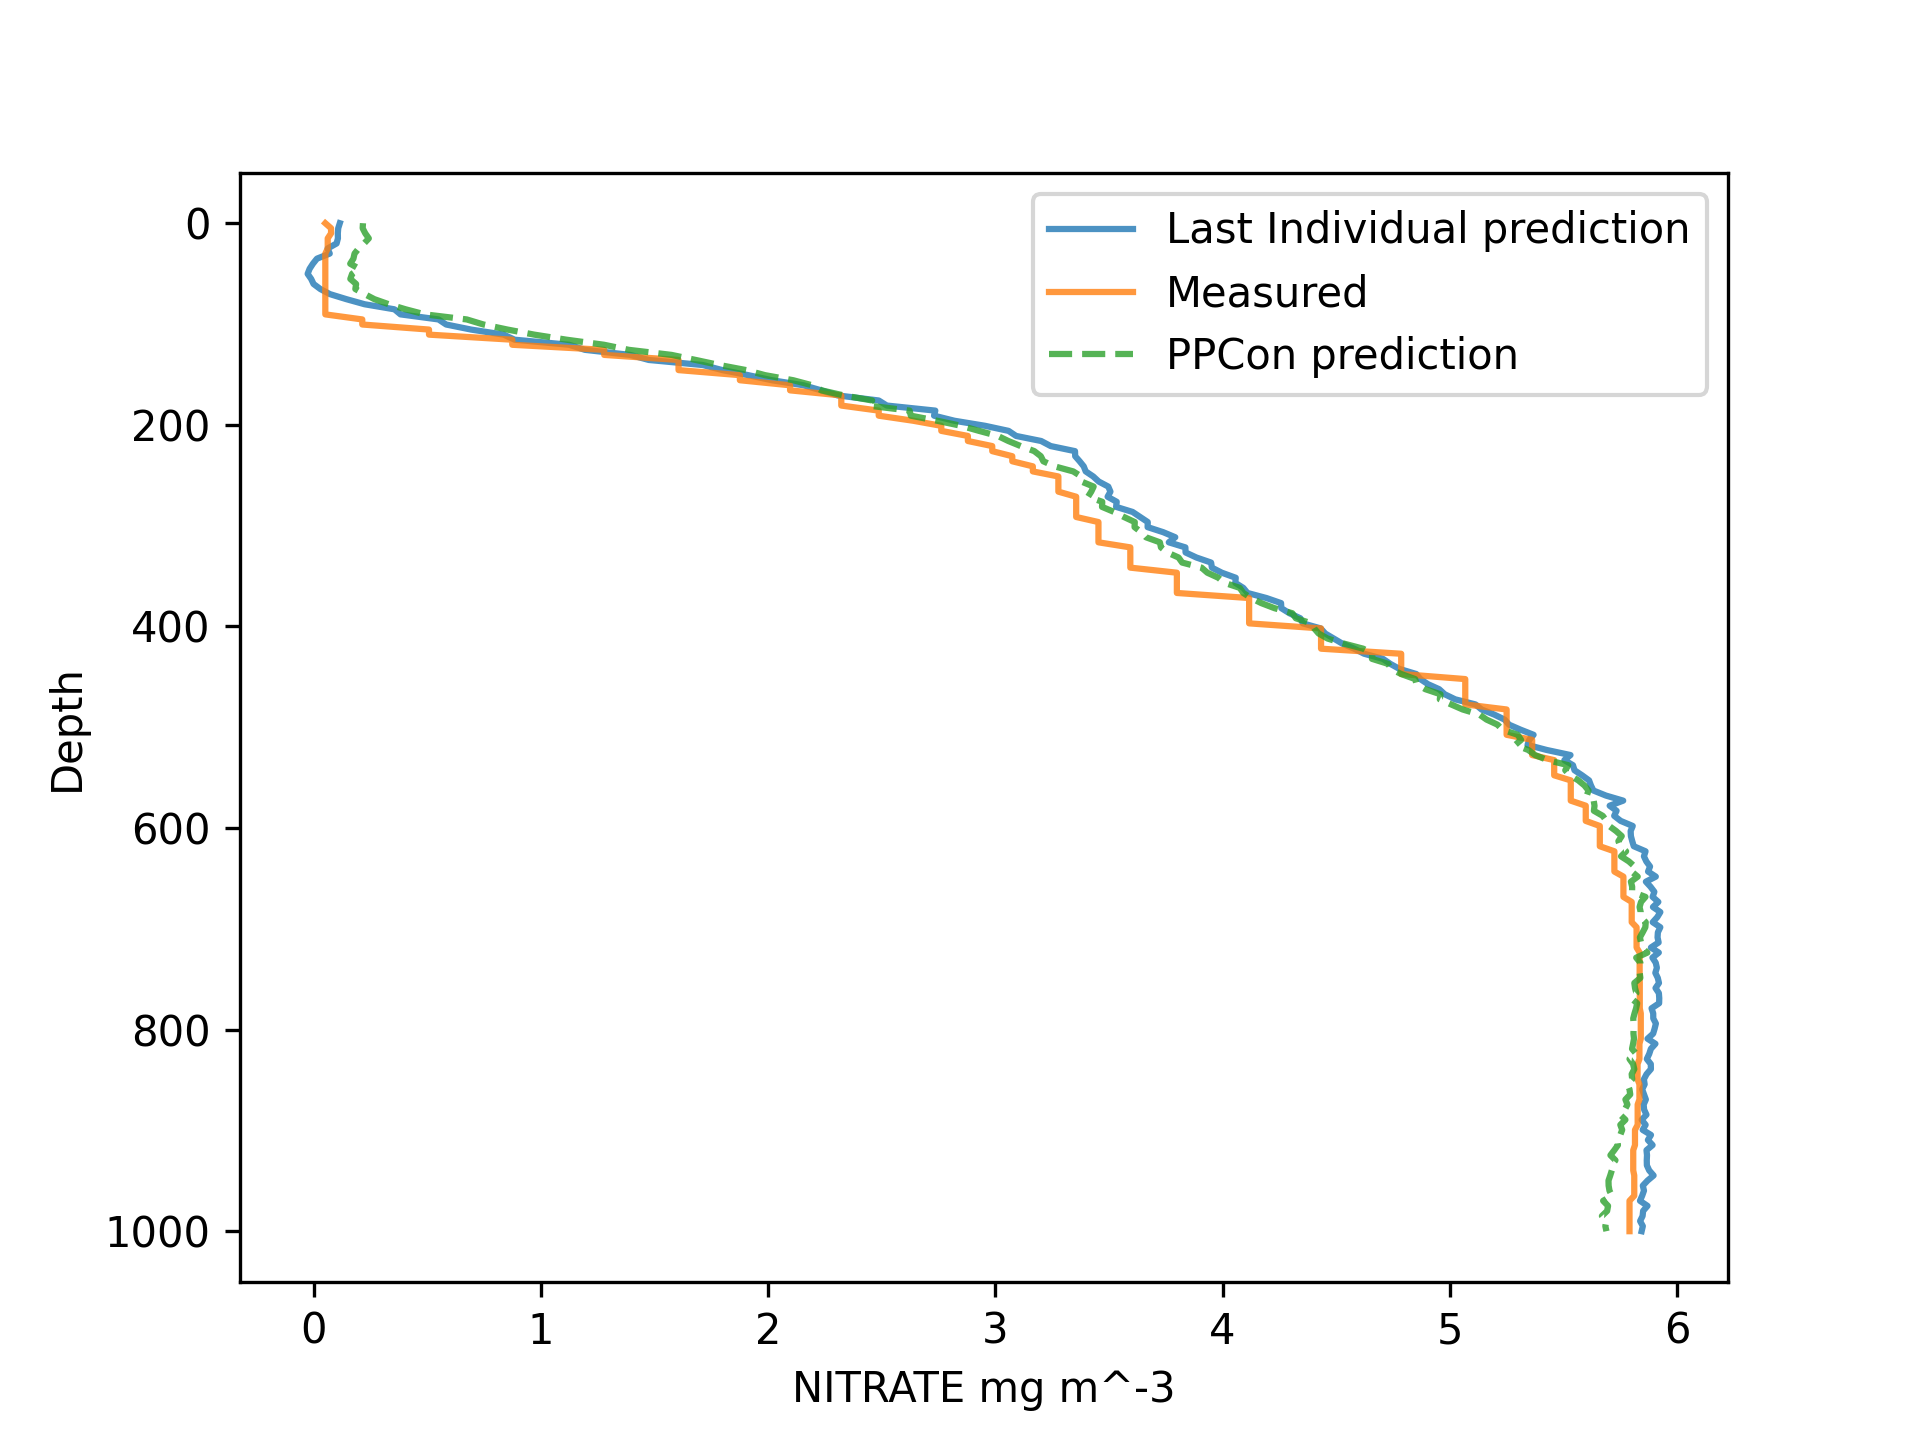 Last Individual prediction
Measured
PPCon prediction
0
200
400
600
800
1000
Depth
0 1 2 3 4 5 6
NITRATE mg m^-3